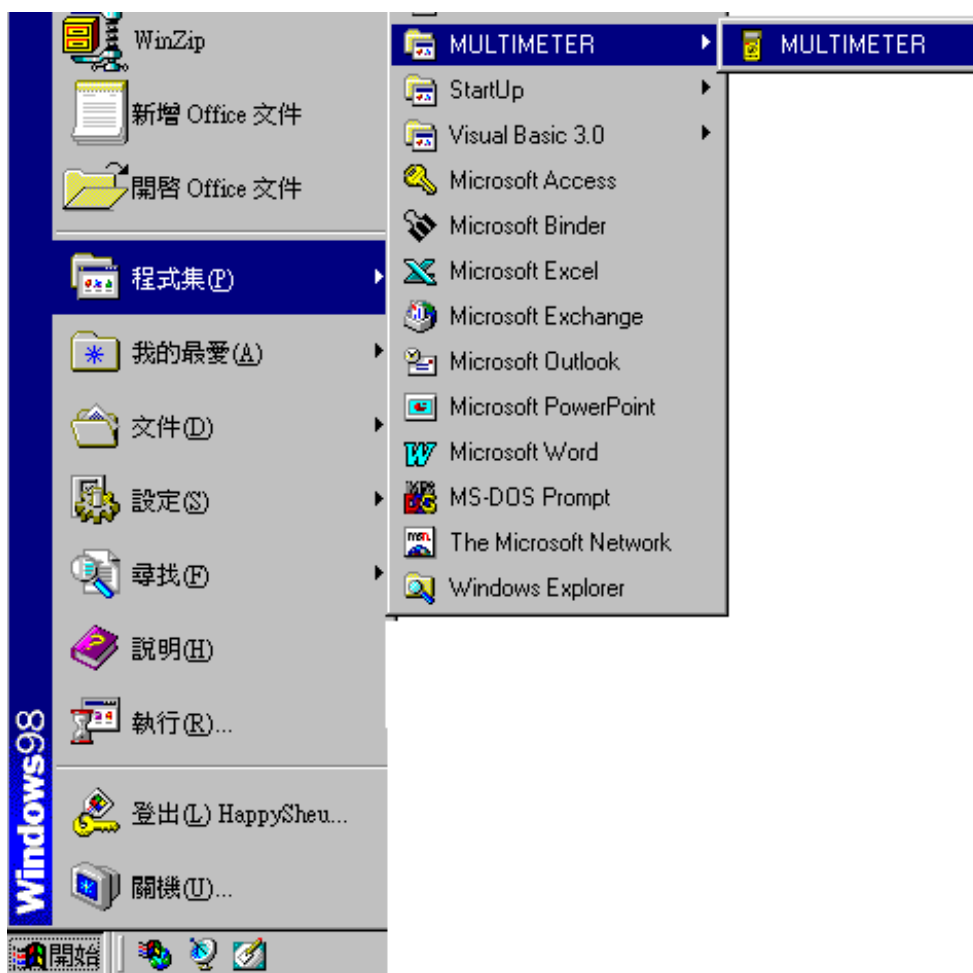 WinZip
新增 Office 文件
開啓 Office 文件
程式集(P)
我的最愛(A)
文件(D)
設定(S)
尋找(F)
說明(H)
執行(R)...
登出(L) HappySheu...
關機(U)...
Windows98
開始
MULTIMETER
StartUp
Visual Basic 3.0
Microsoft Access
Microsoft Binder
Microsoft Excel
Microsoft Exchange
Microsoft Outlook
Microsoft PowerPoint
Microsoft Word
MS-DOS Prompt
The Microsoft Network
Windows Explorer
MULTIMETER